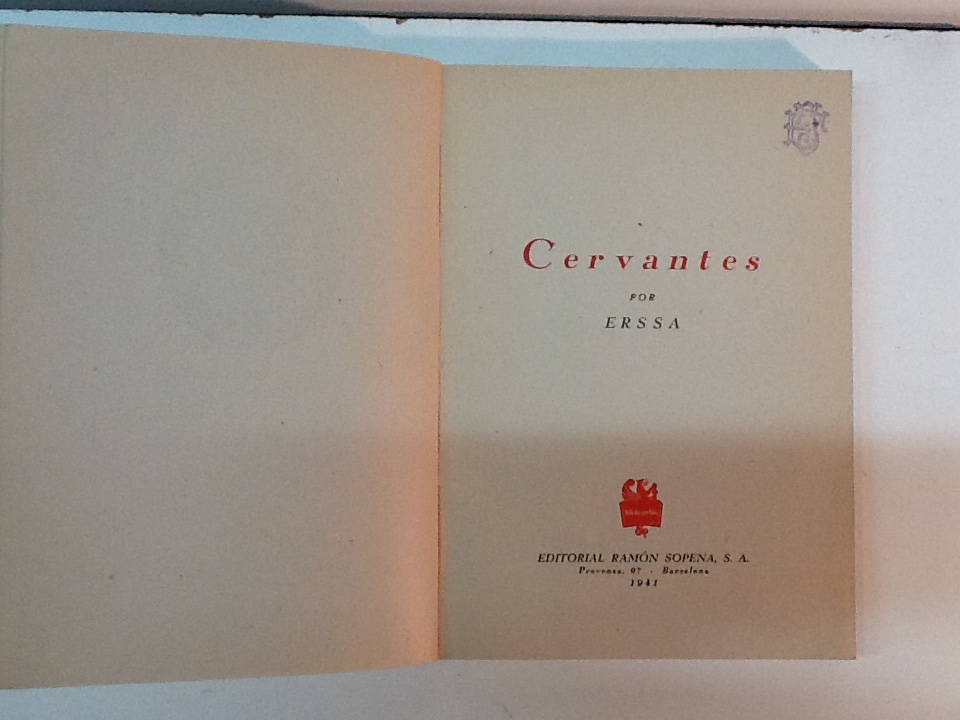 Cervantes
POR
ERSSA
EDITORIAL RAMÓN SOPENA, S. A.
Barcelona
1941